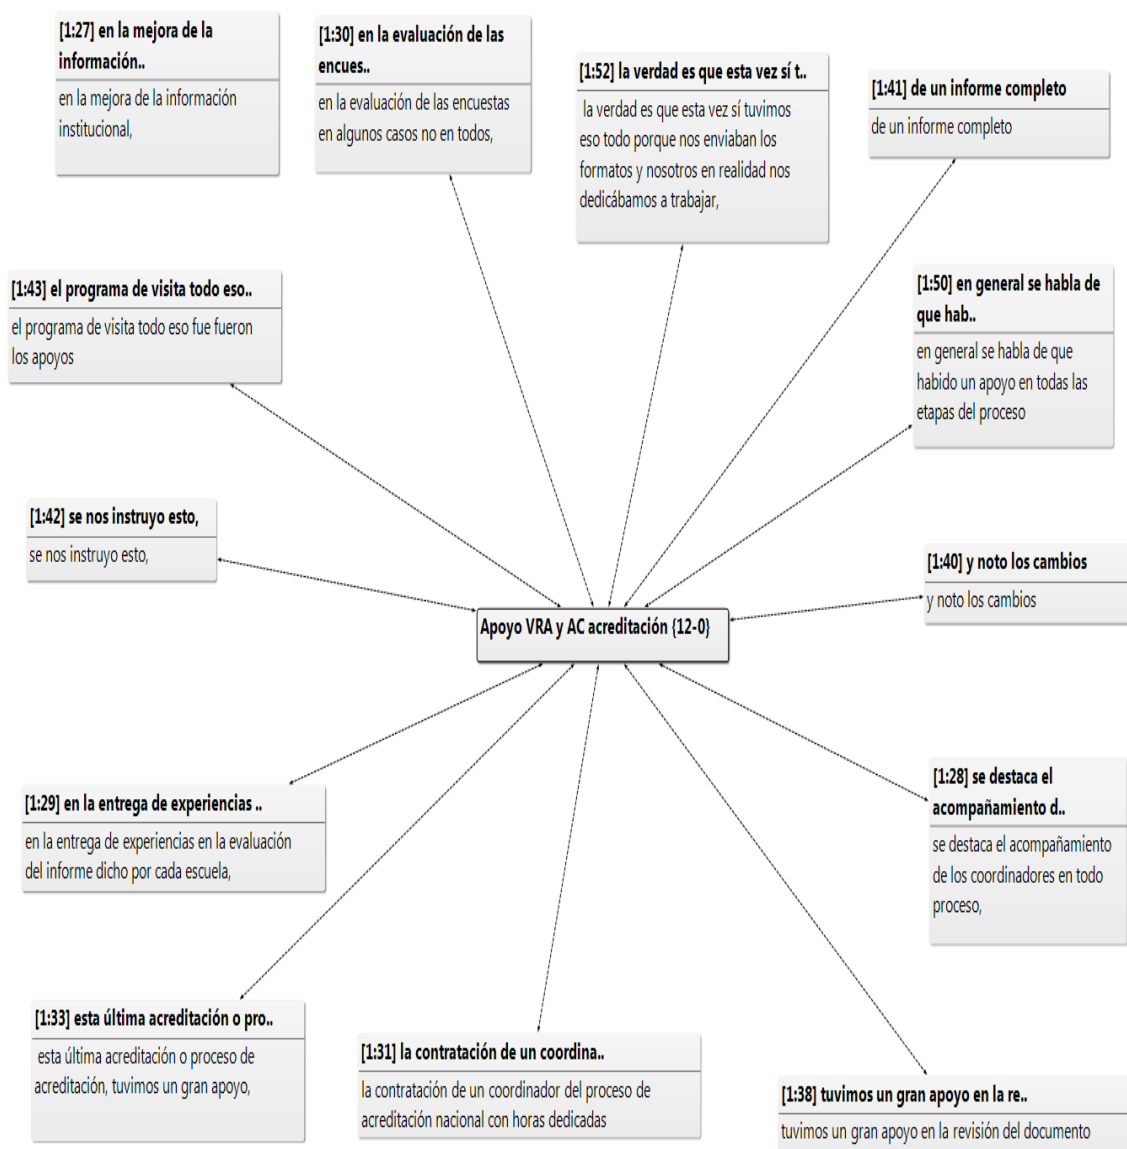 [1:27] en la mejora de la
información..
en la mejora de la información
institucional,
[1:30] en la evaluación de las
encues..
en la evaluación de las encuestas
en algunos casos no en todos,
[1:52] la verdad es que esta vez sí t..
la verdad es que esta vez sí tuvimos
eso todo porque nos enviaban los
formatos y nosotros en realidad nos
dedicábamos a trabajar,
[1:41] de un informe completo
de un informe completo
[1:43] el programa de visita todo eso..
el programa de visita todo eso fue fueron
los apoyos
[1:50] en general se habla de
que hab..
en general se habla de que
habido un apoyo en todas las
etapas del proceso
[1:42] se nos instruyo esto,
se nos instruyo esto,
[1:40] y noto los cambios
y noto los cambios
Apoyo VRA y AC acreditación {12-0}
[1:29] en la entrega de experiencias ..
en la entrega de experiencias en la evaluación
del informe dicho por cada escuela,
[1:28] se destaca el
acompañamiento d..
se destaca el acompañamiento
de los coordinadores en todo
proceso,
[1:33] esta última acreditación o pro..
esta última acreditación o proceso de
acreditación, tuvimos un gran apoyo,
[1:31] la contratación de un coordina..
la contratación de un coordinador del proceso de
acreditación nacional con horas dedicadas
[1:38] tuvimos un gran apoyo en la re..
tuvimos un gran apoyo en la revisión del documento